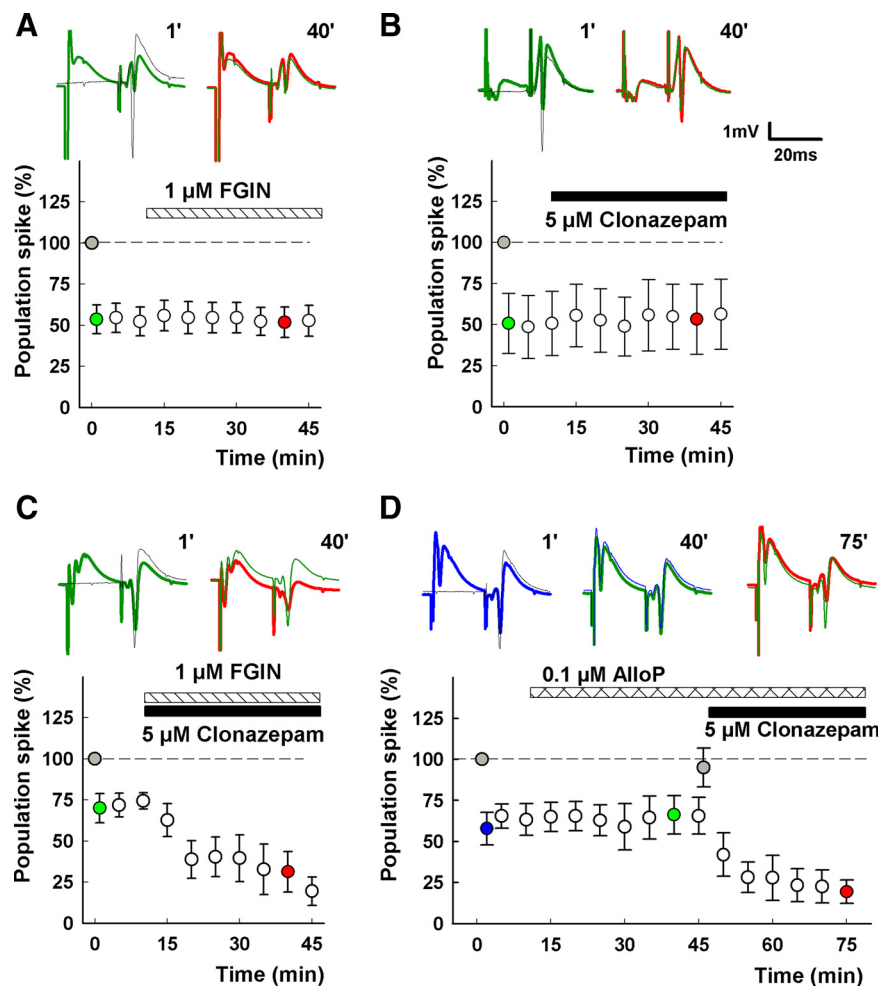 A
1'
40'
1 µM FGIN
Population spike (%)
125
100
75
50
25
0
0 15 30 45
Time (min)
B
1'
40'
1mV
20ms
5 µM Clonazepam
Population spike (%)
125
100
75
50
25
0
0 15 30 45
Time (min)
C
1'
40'
1 µM FGIN
5 µM Clonazepam
Population spike (%)
125
100
75
50
25
0
0 15 30 45
Time (min)
D
1'
40'
75'
0.1 µM AlloP
5 µM Clonazepam
Population spike (%)
125
100
75
50
25
0
0 15 30 45 60 75
Time (min)